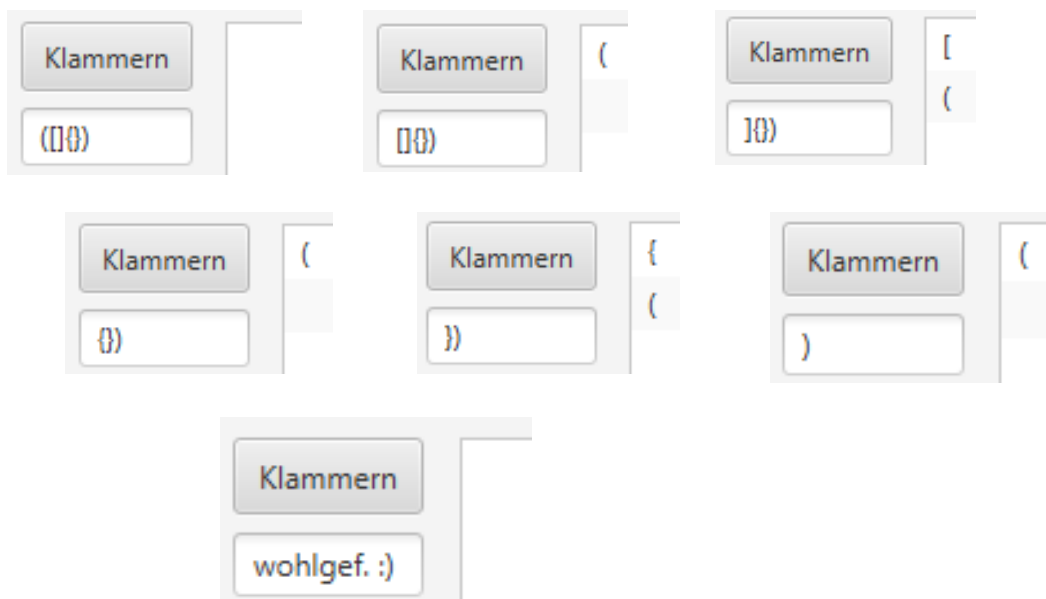 Klammern
([]{})
Klammern (
[]{})
Klammern [
]{}) (
Klammern (
{})
Klammern {
}) (
Klammern (
)
Klammern
wohlgef. :)